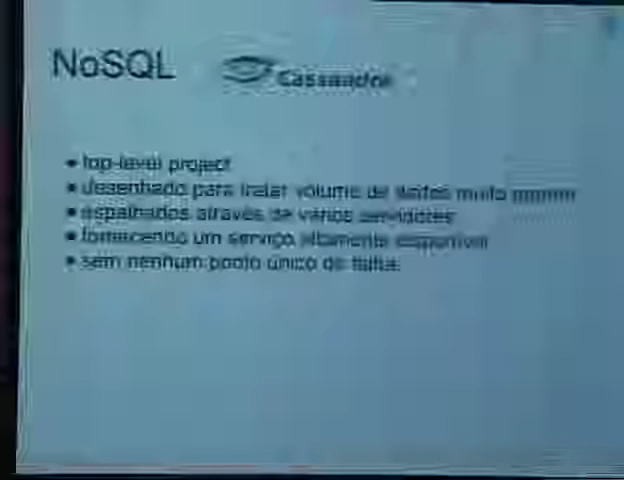 NoSQL
Cassandra
• top-level project
• desenhado para tratar volume de dados muito
• espalhados através de vários servidores
• fornecendo um serviço altamente disponível
• sem nenhum ponto único de falha.